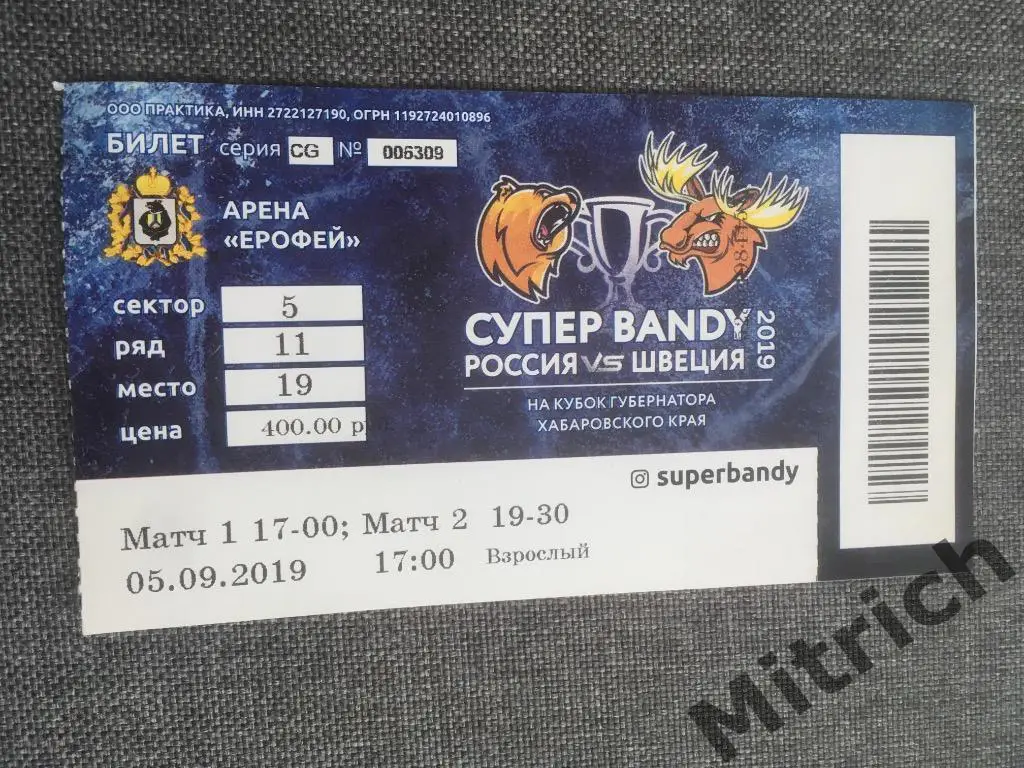 ООО ПРАКТИКА, ИНН 2722127190, ОГРН 1192724010896
БИЛЕТ серия CG № 006309
АРЕНА
«ЕРОФЕЙ»
сектор 5
ряд 11
место 19
цена 400.00 р
СУПЕР BANDY 2019
РОССИЯ VS ШВЕЦИЯ
НА КУБОК ГУБЕРНАТОРА
ХАБАРОВСКОГО КРАЯ
superbandy
Матч 1 17-00; Матч 2 19-30
05.09.2019 17:00 Взрослый
Mitrich